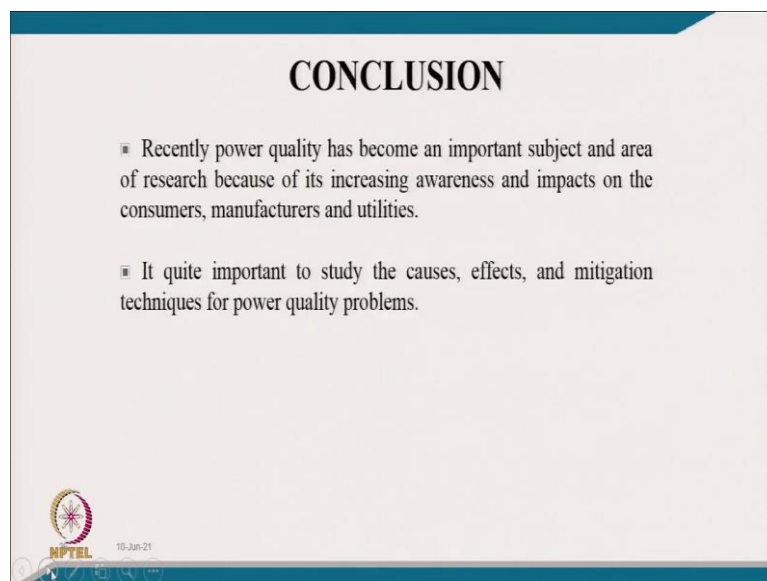 CONCLUSION
Recently power quality has become an important subject and area
of research because of its increasing awareness and impacts on the
consumers, manufacturers and utilities.
It quite important to study the causes, effects, and mitigation
techniques for power quality problems.
NPTEL
10-Jun-21